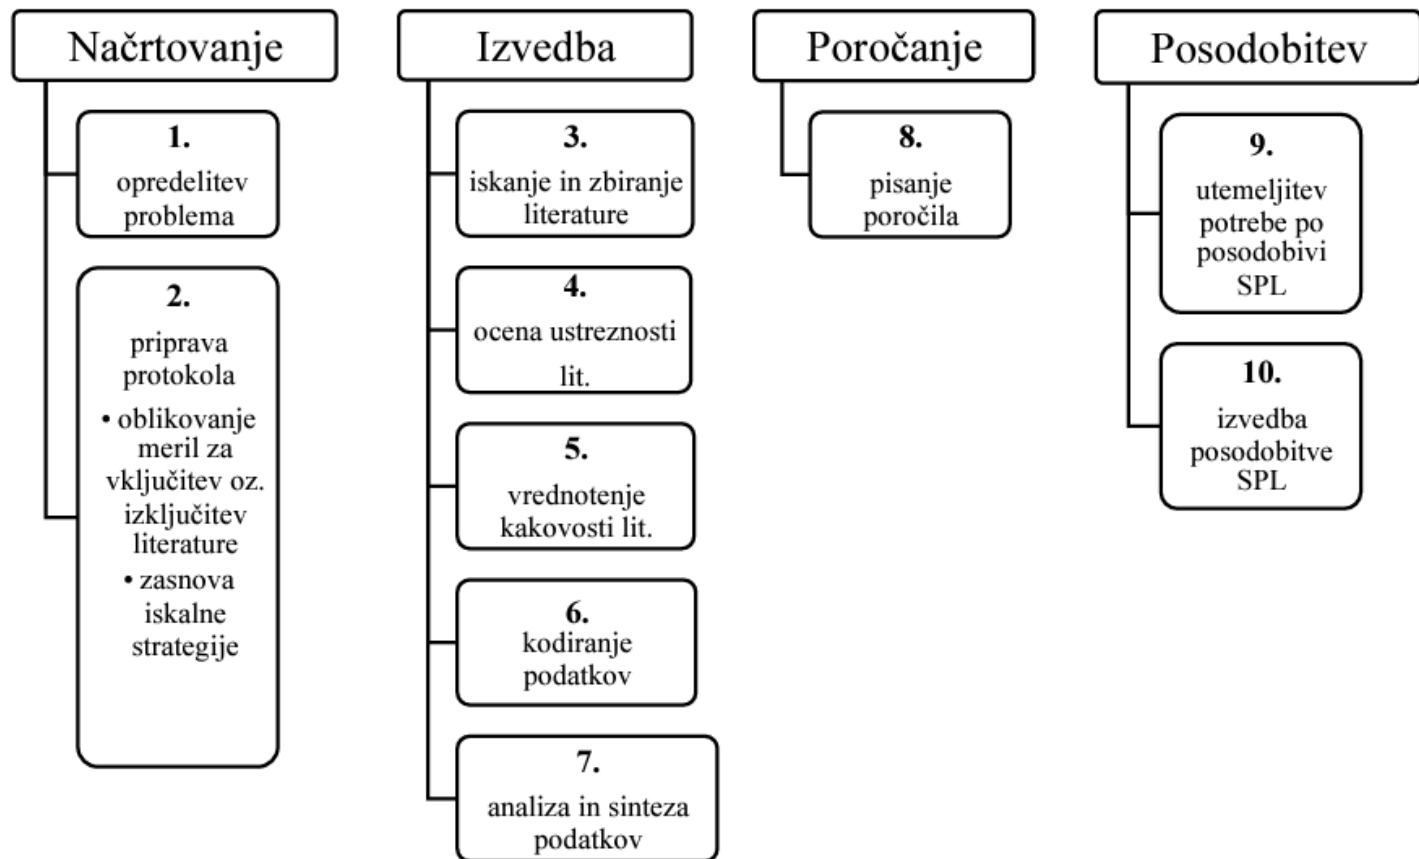 Načrtovanje
1.
opredelitev
problema
2.
priprava
protokola
• oblikovanje
meril za
vključitev oz.
izključitev
literature
• zasnova
iskalne
strategije
Izvedba
3.
iskanje in zbiranje
literature
4.
ocena ustreznosti
lit.
5.
vrednotenje
kakovosti lit.
6.
kodiranje
podatkov
7.
analiza in sinteza
podatkov
Poročanje
8.
pisanje
poročila
Posodobitev
9.
utemeljitev
potrebe po
posodobivi
SPL
10.
izvedba
posodobitve
SPL